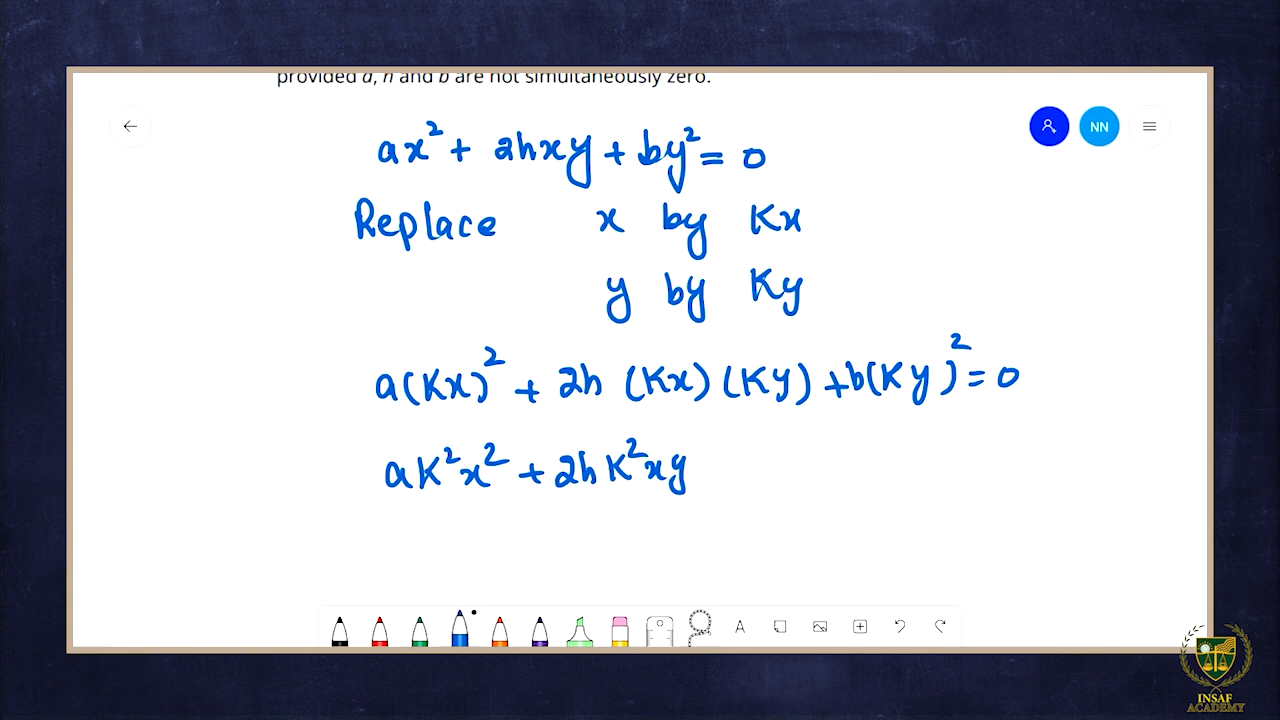 provided a, h and b are not simultaneously zero.
NN
ax² + 2hxy + by² = 0
Replace x by Kx
y by Ky
a(Kx)² + 2h (Kx) (Ky) + b(Ky)² = 0
aK²x² + 2hK²xy
A
INSAF
ACADEMY